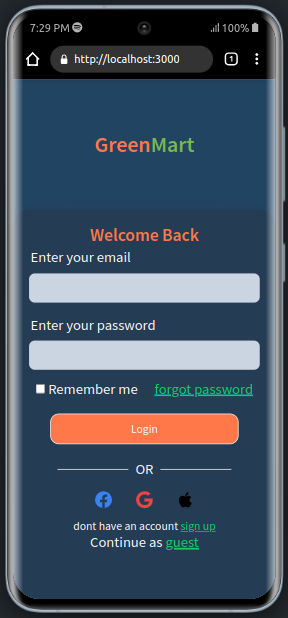 7:29 PM 100%
http://localhost:3000 1
GreenMart
Welcome Back
Enter your email
Enter your password
Remember me forgot password
Login
OR
dont have an account sign up
Continue as guest